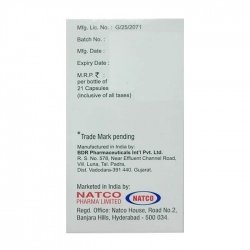 Mfg. Lic. No. : G/25/2071
Batch No. :
Mfg. Date :
Expiry Date :
M.R.P. ₹ :
per bottle of
21 Capsules
(Inclusive of all taxes)
*Trade Mark pending
Manufactured in India by:
BDR Pharmaceuticals Int'l Pvt. Ltd.
R. S. No. 578, Near Effluent Channel Road,
Vill. Luna, Tal. Padra,
Dist. Vadodara-391 440, Gujarat.
Marketed in India by:
NATCO
PHARMA LIMITED
NATCO
Regd. Office: Natco House, Road No.2,
Banjara Hills, Hyderabad - 500 034.